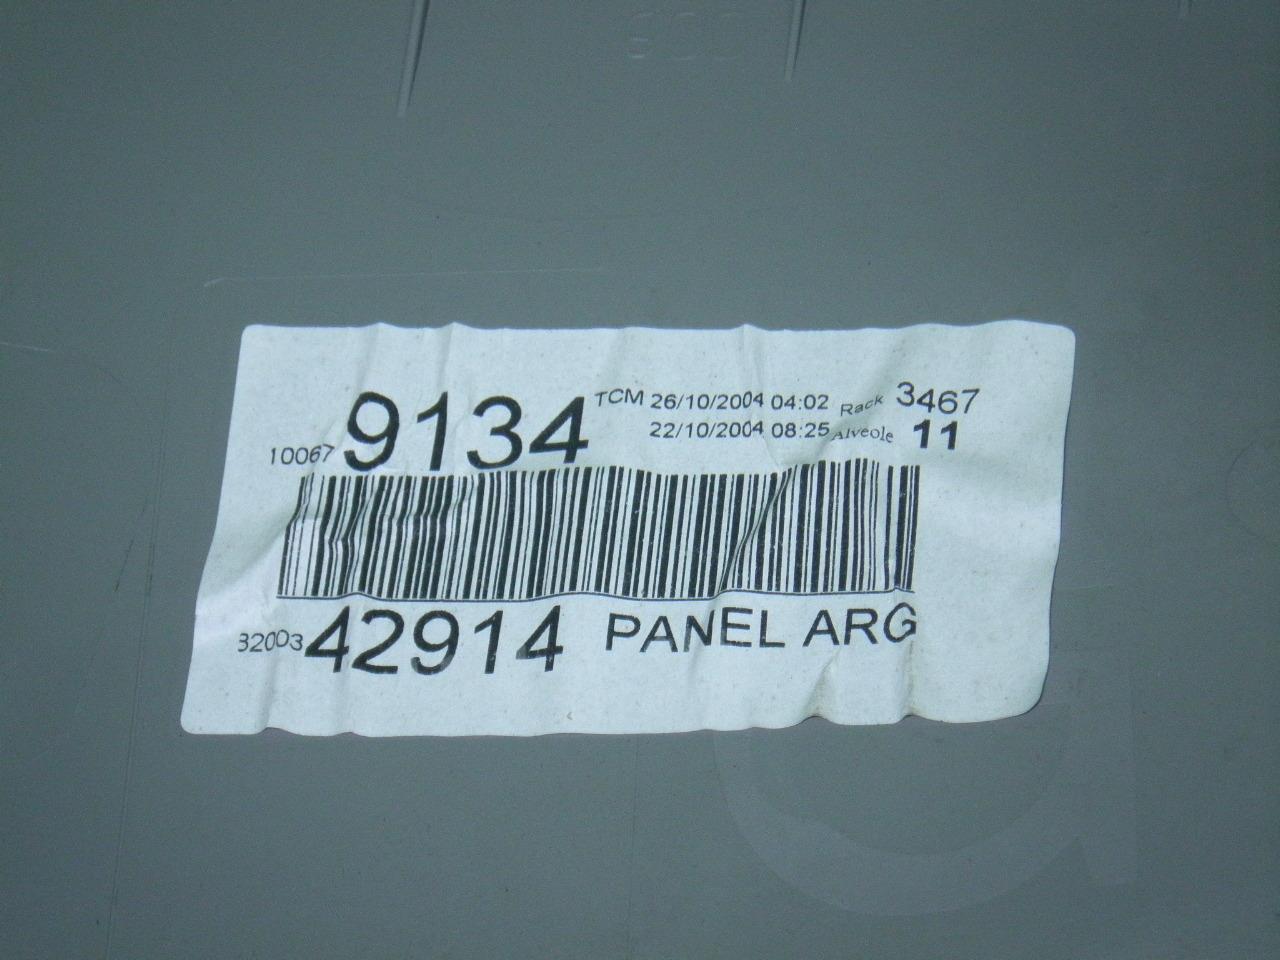 10067 9134 TCM 26/10/2004 04:02 Rack 3467
22/10/2004 08:25 Alveole 11
32003 42914 PANEL ARG